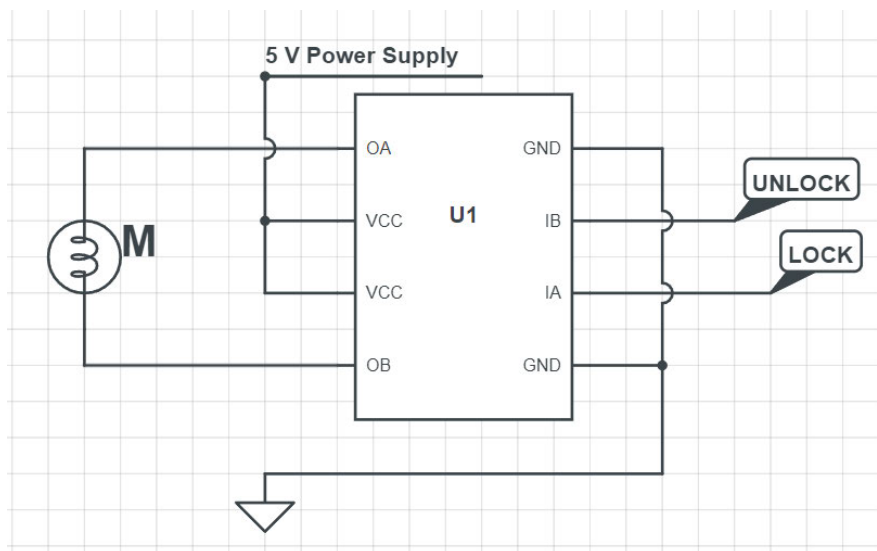 5 V Power Supply
OA
GND
UNLOCK
VCC
U1
IB
M
LOCK
VCC
IA
OB
GND